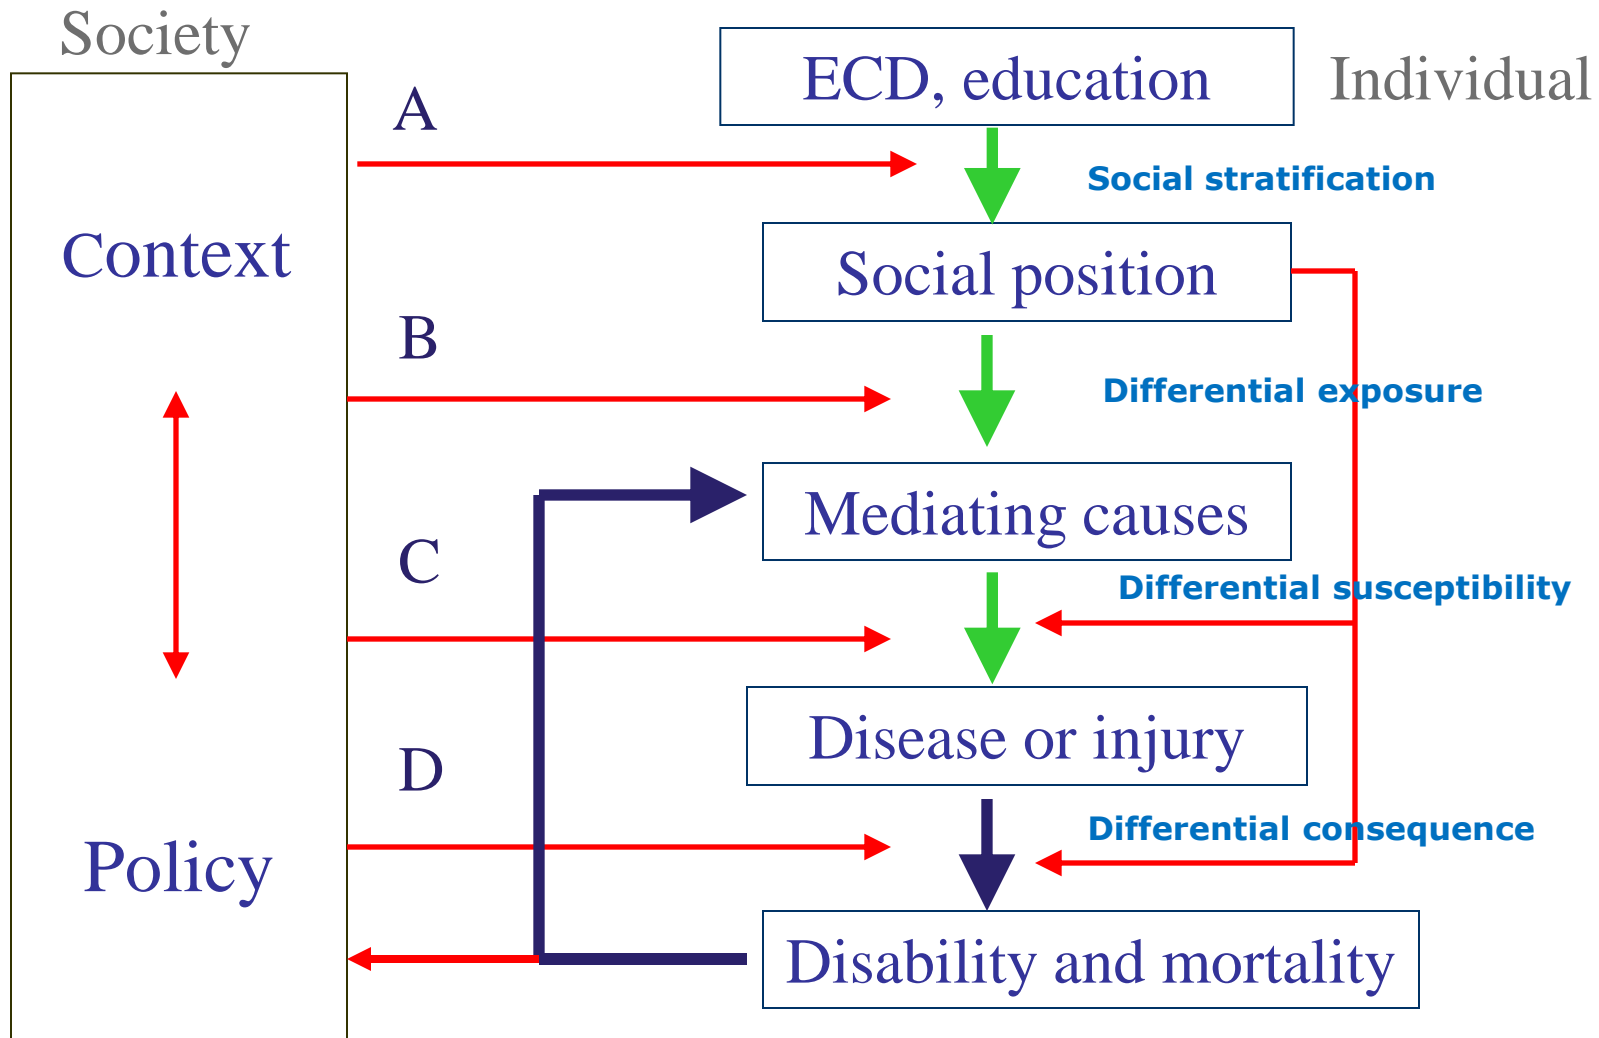 Society
ECD, education
Individual
A
Social stratification
Context
Social position
B
Differential exposure
Mediating causes
C
Differential susceptibility
Disease or injury
D
Differential consequence
Policy
Disability and mortality